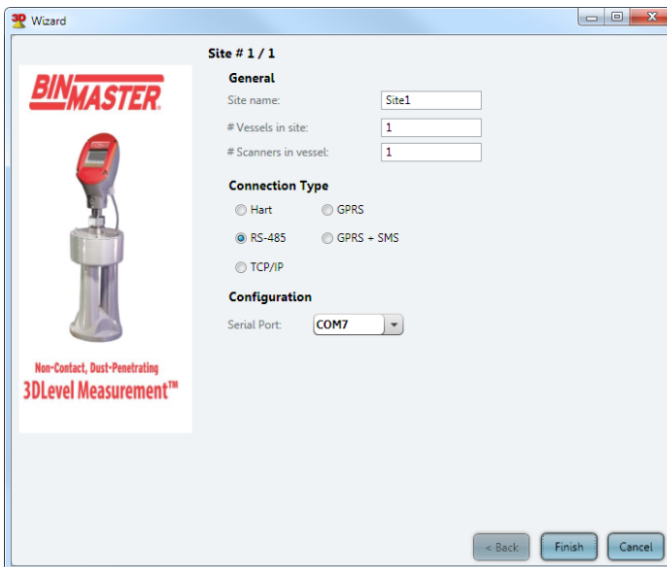 Wizard
Site # 1 / 1
General
Site name: Site1
# Vessels in site: 1
# Scanners in vessel: 1
Connection Type
Hart GPRS
RS-485 GPRS + SMS
TCP/IP
Configuration
Serial Port: COM7
BINMASTER
Non-Contact, Dust-Penetrating
3DLevel Measurement™
< Back Finish Cancel